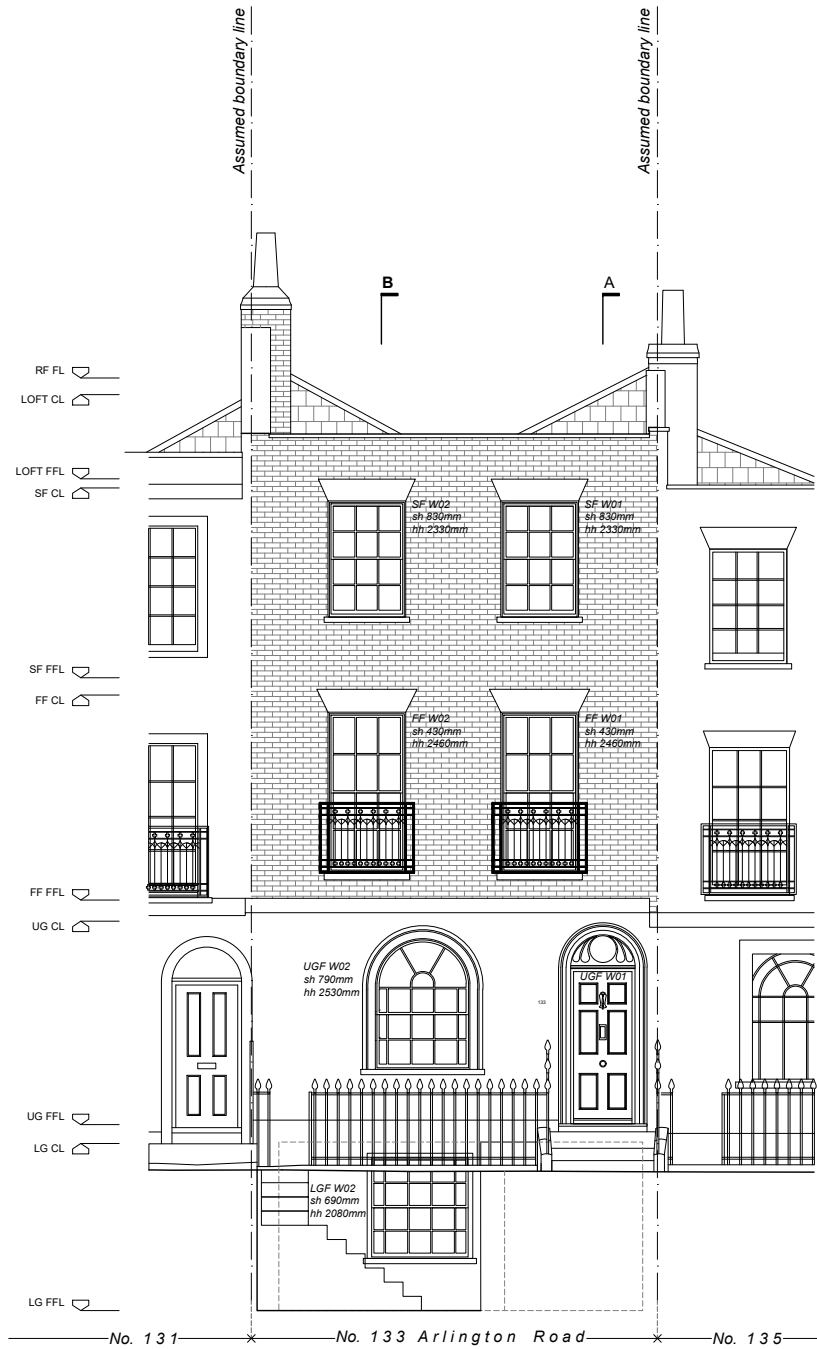 Assumed boundary line
Assumed boundary line
B
A
RF FL
LOFT CL
LOFT FFL
SF CL
SF W02
sh 830mm
hh 2330mm
SF W01
sh 830mm
hh 2330mm
SF FFL
FF CL
FF W02
sh 430mm
hh 2460mm
FF W01
sh 430mm
hh 2460mm
FF FFL
UG CL
UGF W02
sh 790mm
hh 2530mm
UGF W01
133
UG FFL
LG CL
LGF W02
sh 690mm
hh 2080mm
LG FFL
No. 131
No. 133 Arlington Road
No. 135